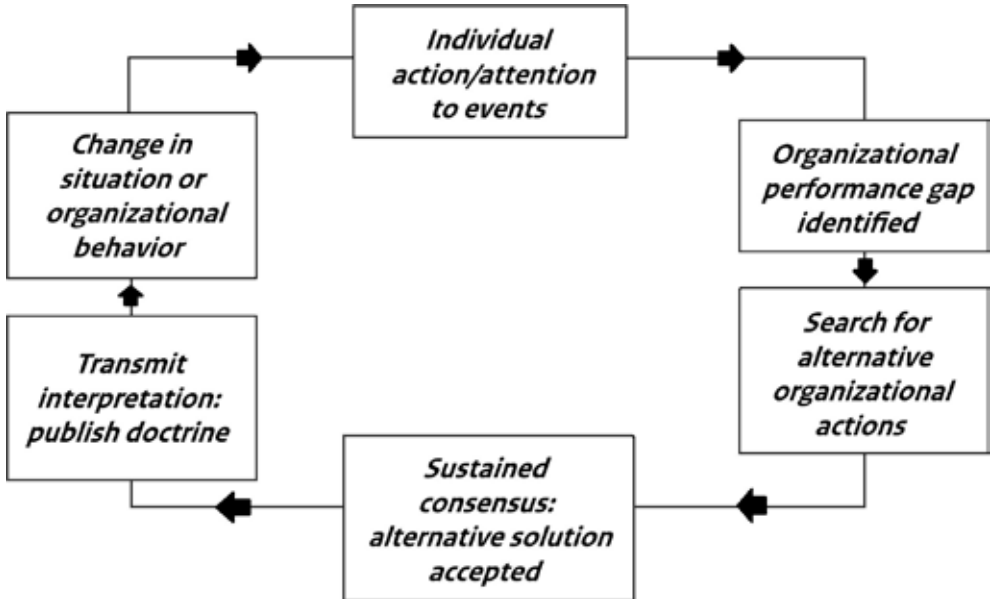 Individual
action/attention
to events
Organizational
performance gap
identified
Search for
alternative
organizational
actions
Sustained
consensus:
alternative solution
accepted
Transmit
interpretation:
publish doctrine
Change in
situation or
organizational
behavior